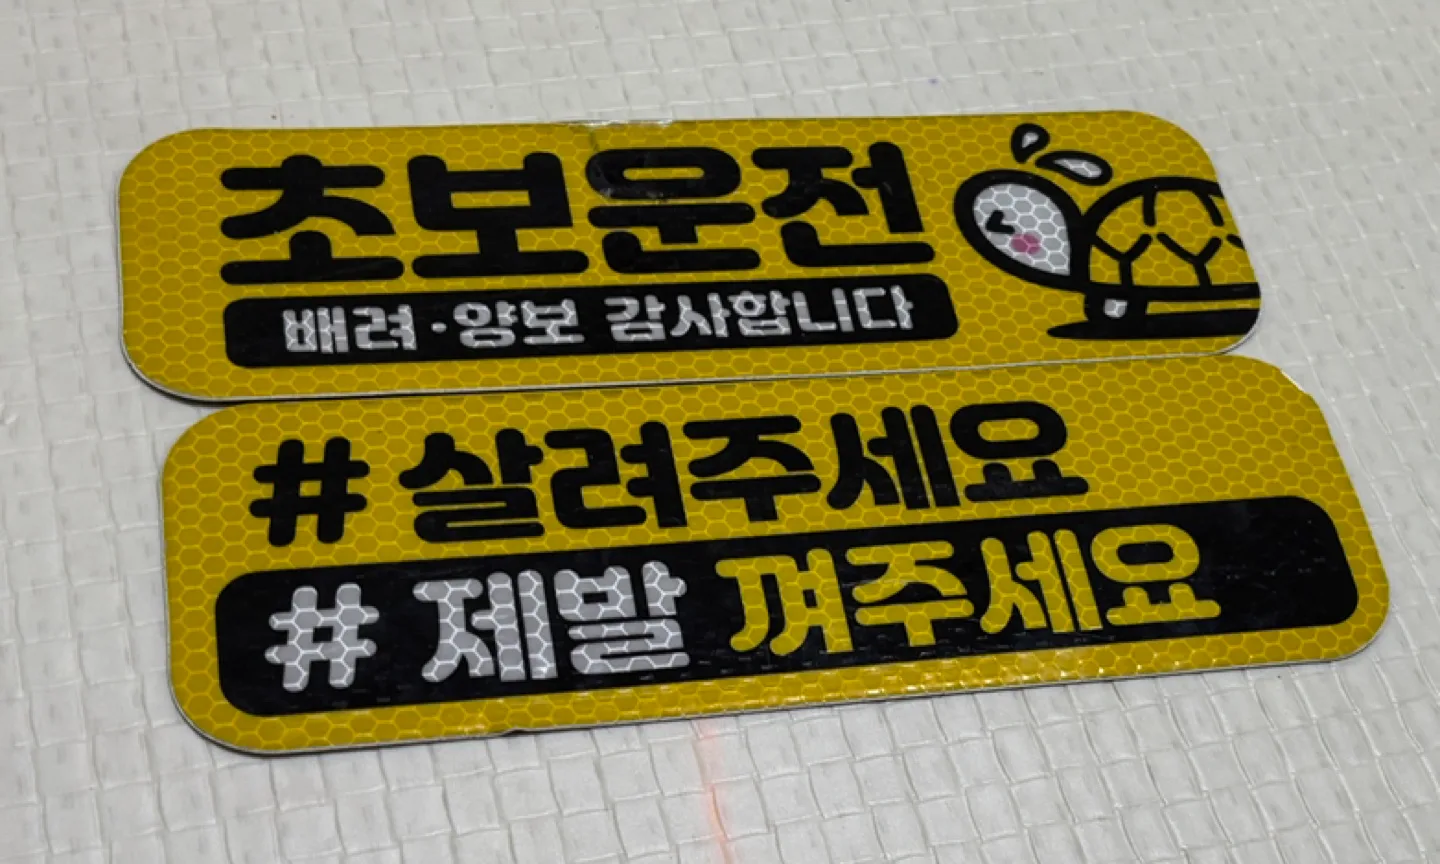 초보운전
배려·양보 감사합니다
# 살려주세요
# 제발 껴주세요